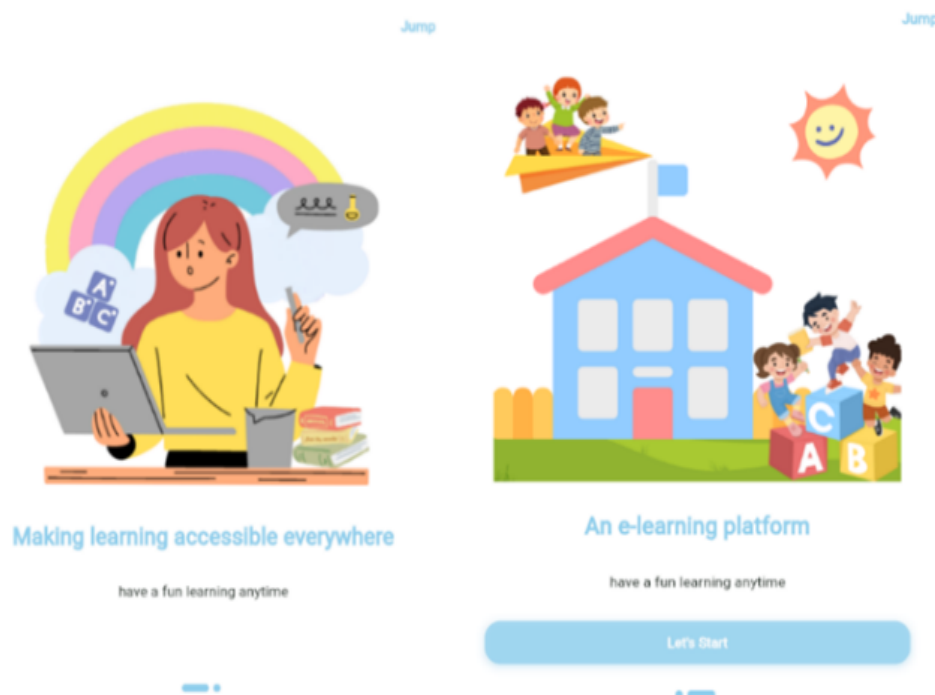 Jump
A
B C
Making learning accessible everywhere
have a fun learning anytime
Jump
C
A B
An e-learning platform
have a fun learning anytime
Let's Start